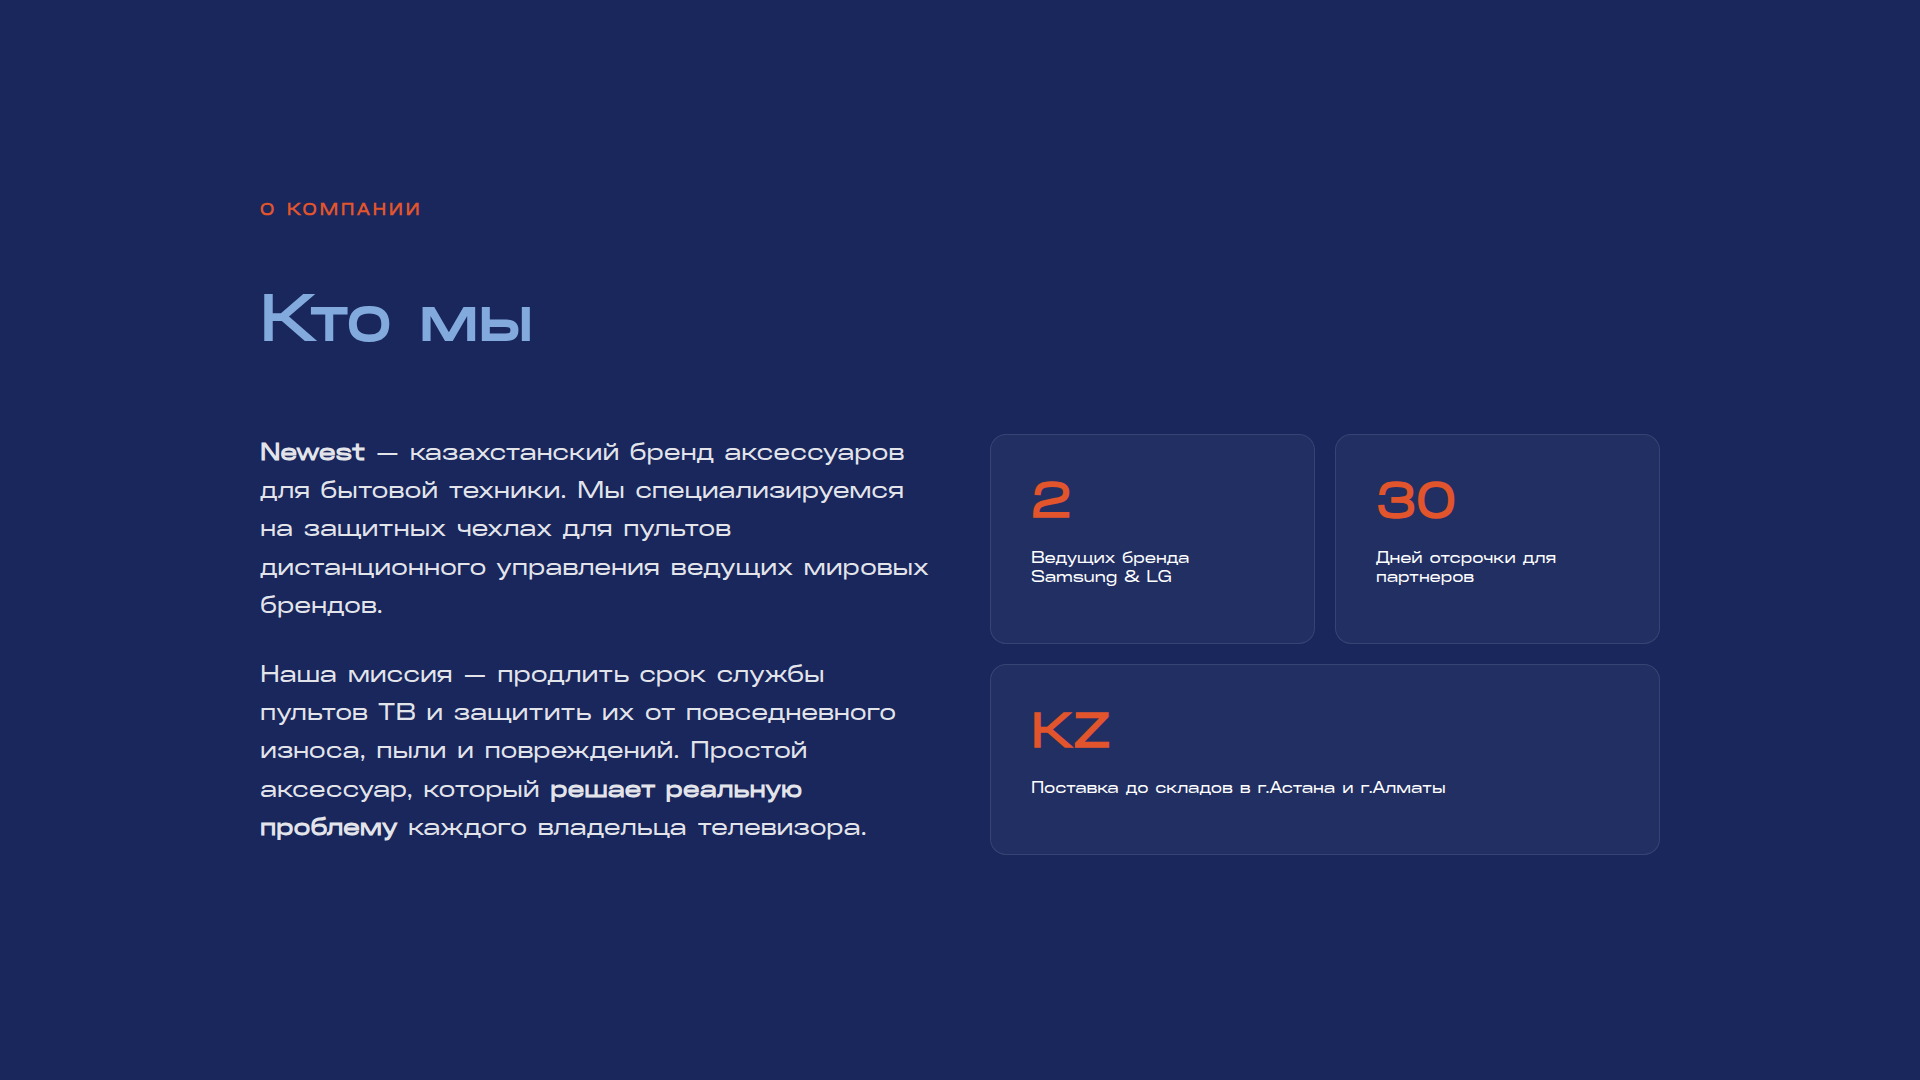 О КОМПАНИИ
Кто мы
Newest — казахстанский бренд аксессуаров
для бытовой техники. Мы специализируемся
на защитных чехлах для пультов
дистанционного управления ведущих мировых
брендов.
Наша миссия — продлить срок службы
пультов ТВ и защитить их от повседневного
износа, пыли и повреждений. Простой
аксессуар, который решает реальную
проблему каждого владельца телевизора.
2
Ведущих бренда
Samsung & LG
30
Дней отсрочки для
партнеров
KZ
Поставка до складов в г.Астана и г.Алматы